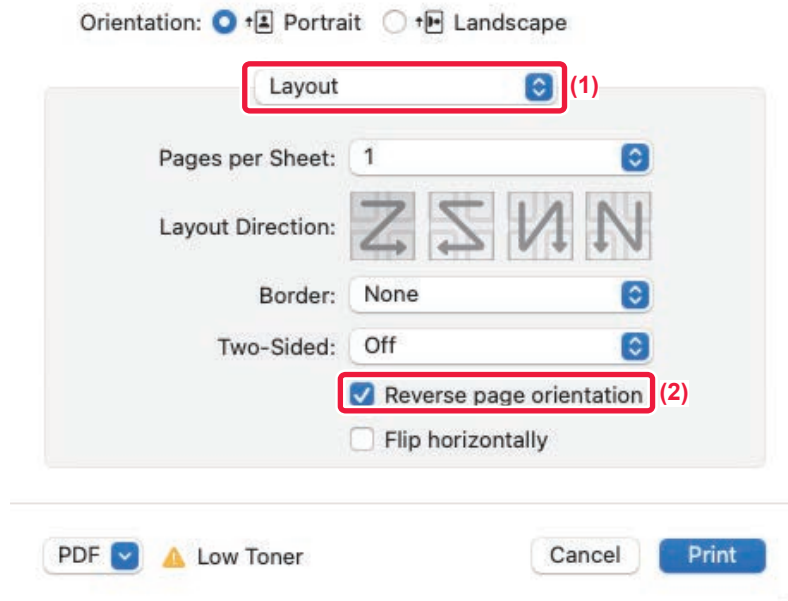 Orientation: Portrait Landscape
Layout (1)
Pages per Sheet: 1
Layout Direction:
Border: None
Two-Sided: Off
Reverse page orientation (2)
Flip horizontally
PDF Low Toner Cancel Print